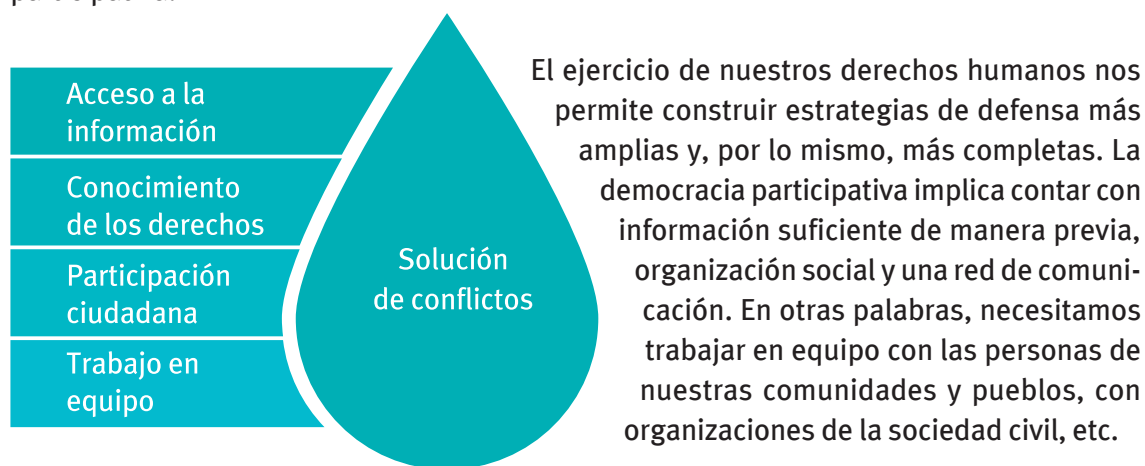 Acceso a la
información
Conocimiento
de los derechos
Participación
ciudadana
Trabajo en
equipo
Solución
de conflictos
El ejercicio de nuestros derechos humanos nos
permite construir estrategias de defensa más
amplias y, por lo mismo, más completas. La
democracia participativa implica contar con
información suficiente de manera previa,
organización social y una red de comuni-
cación. En otras palabras, necesitamos
trabajar en equipo con las personas de
nuestras comunidades y pueblos, con
organizaciones de la sociedad civil, etc.